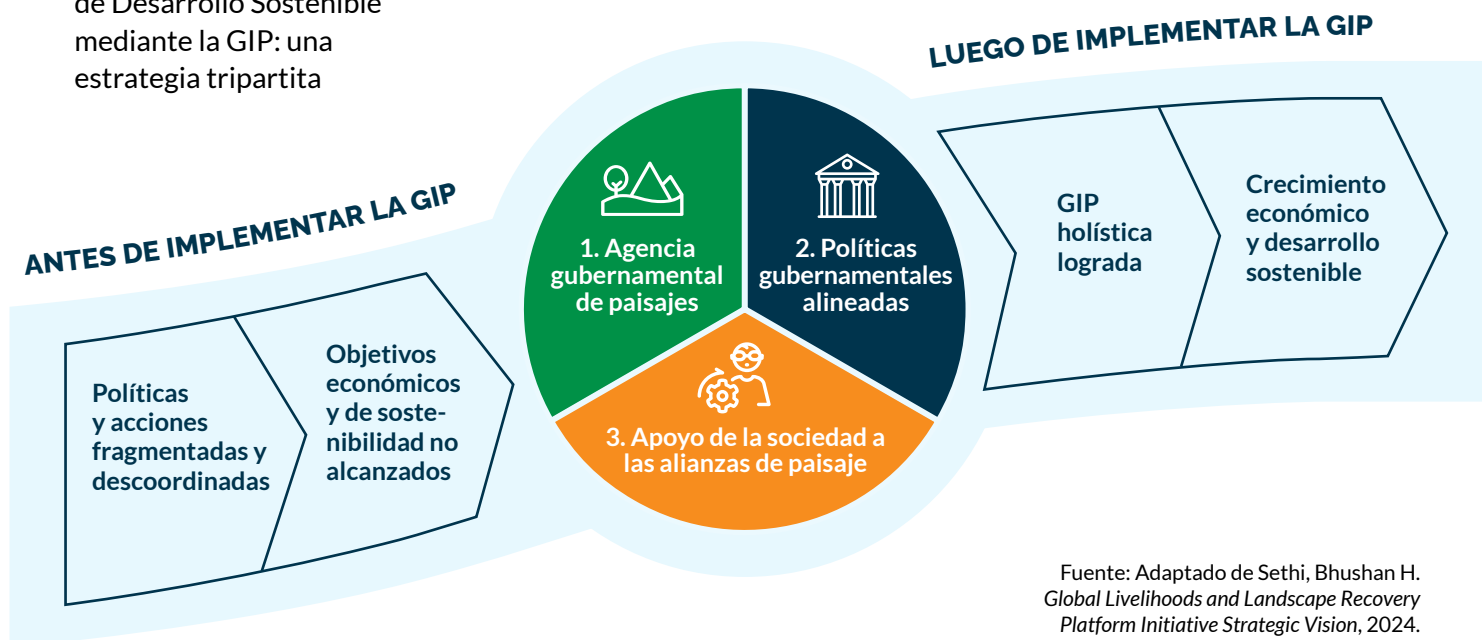 de Desarrollo Sostenible
mediante la GIP: una
estrategia tripartita
ANTES DE IMPLEMENTAR LA GIP
Políticas
y acciones
fragmentadas y
descoordinadas
Objetivos
económicos
y de soste-
nibilidad no
alcanzados
1. Agencia
gubernamental
de paisajes
2. Políticas
gubernamentales
alineadas
3. Apoyo de la sociedad a
las alianzas de paisaje
LUEGO DE IMPLEMENTAR LA GIP
GIP
holística
lograda
Crecimiento
económico
y desarrollo
sostenible
Fuente: Adaptado de Sethi, Bhushan H.
Global Livelihoods and Landscape Recovery
Platform Initiative Strategic Vision, 2024.